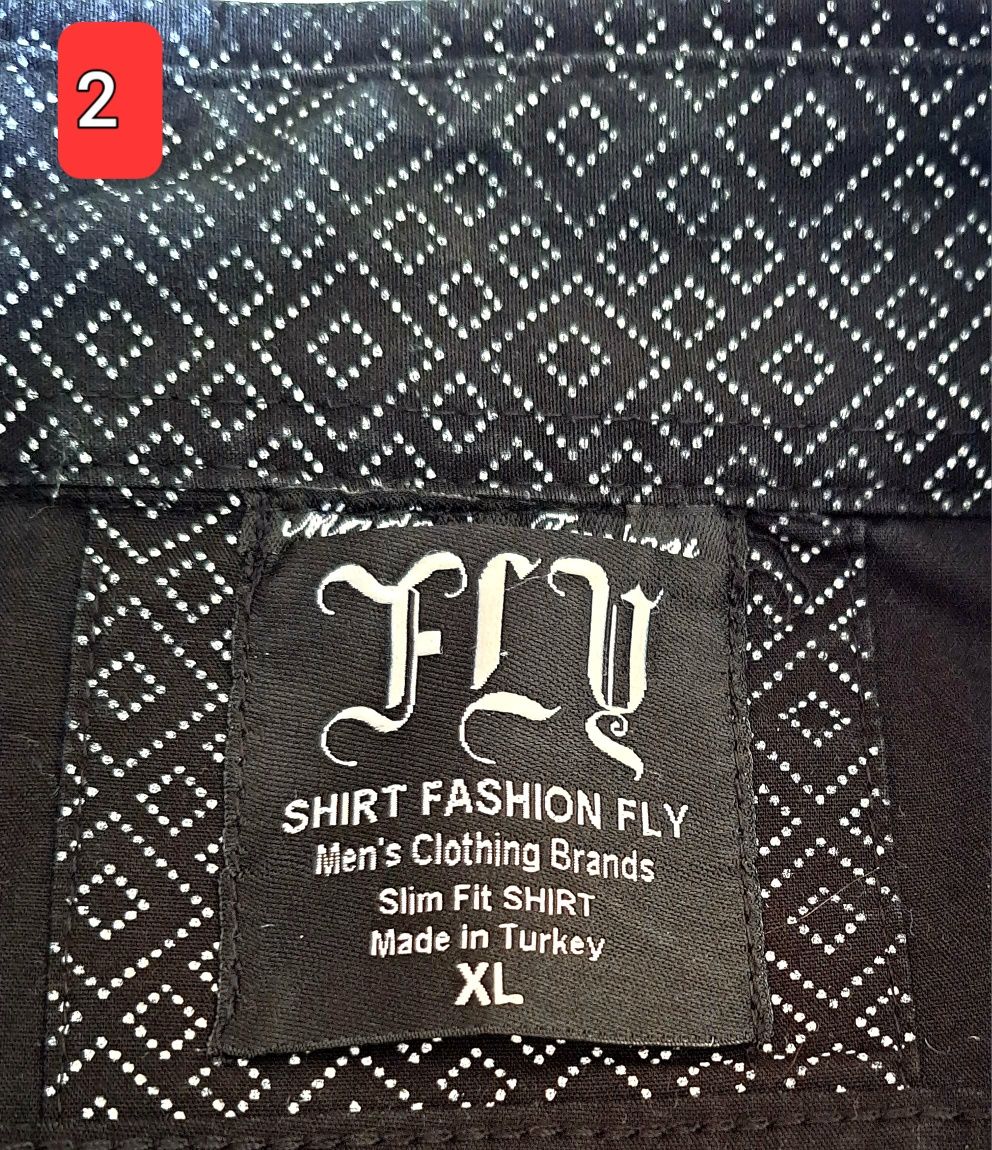 2
FLY
SHIRT FASHION FLY
Men's Clothing Brands
Slim Fit SHIRT
Made in Turkey
XL